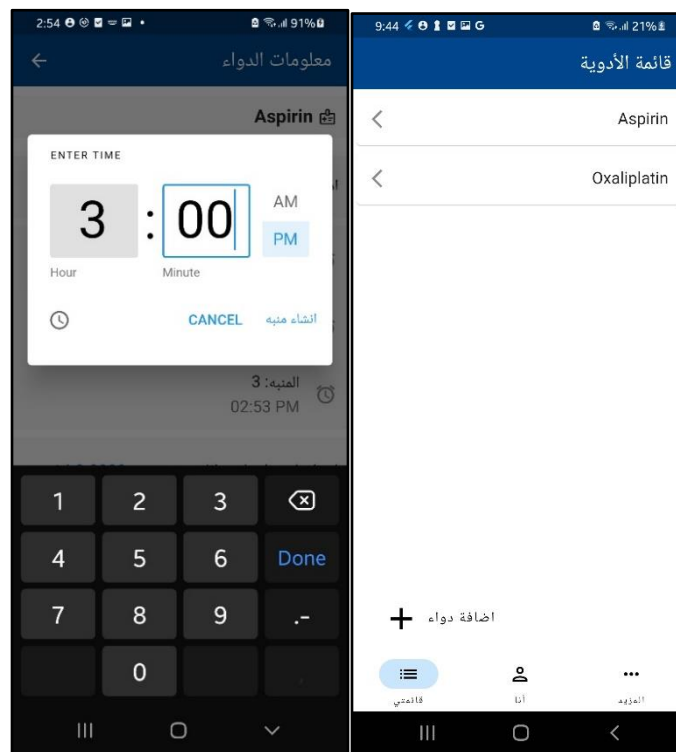 2:54
91%
معلومات الدواء
Aspirin
ENTER TIME
3 : 00
AM
PM
Hour
Minute
CANCEL
انشاء منبه
المنبه: 3
02:53 PM
1 2 3
4 5 6 Done
7 8 9 .-
0
9:44
G
21%
قائمة الأدوية
Aspirin
Oxaliplatin
اضافة دواء
قائمتي
أنا
المزيد